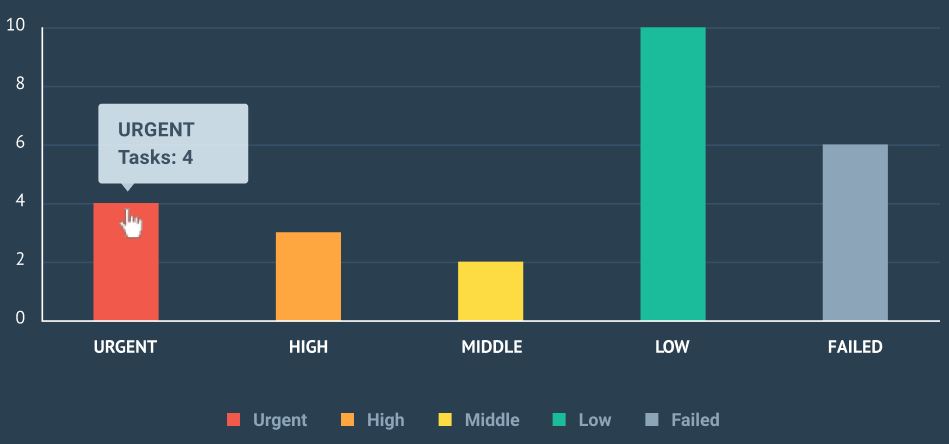 10
8
URGENT
Tasks: 4
6
4
2
0
URGENT HIGH MIDDLE LOW FAILED
Urgent High Middle Low Failed